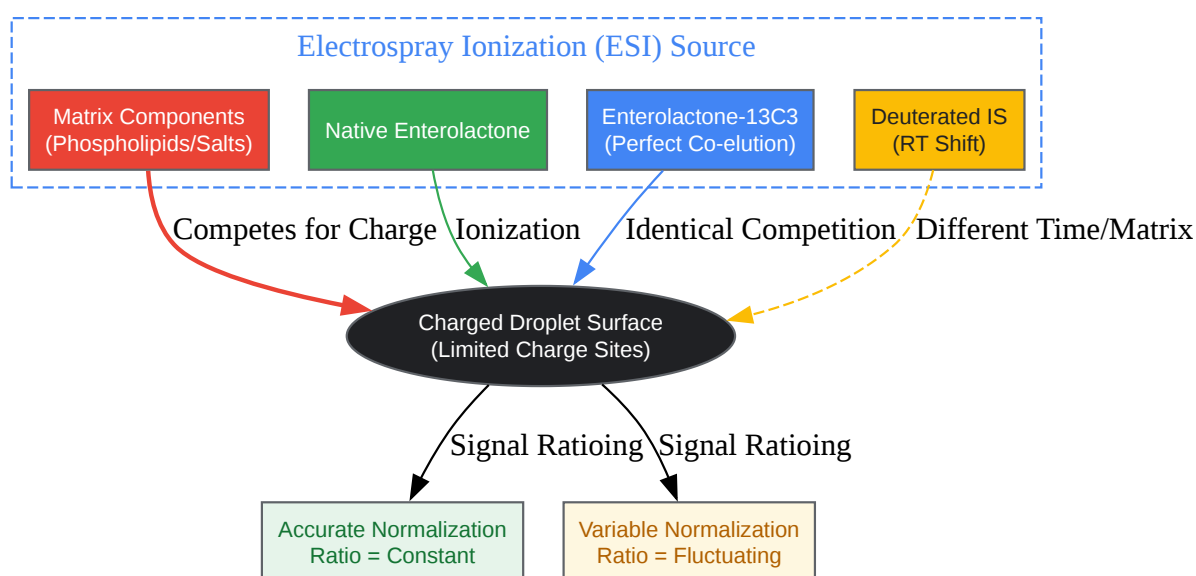 Electrospray Ionization (ESI) Source
Matrix Components
(Phospholipids/Salts)
Native Enterolactone
Enterolactone-13C3
(Perfect Co-elution)
Deuterated IS
(RT Shift)
Competes for Charge
Ionization
Identical Competition
Different Time/Matrix
Charged Droplet Surface
(Limited Charge Sites)
Signal Ratioing
Signal Ratioing
Accurate Normalization
Ratio = Constant
Variable Normalization
Ratio = Fluctuating